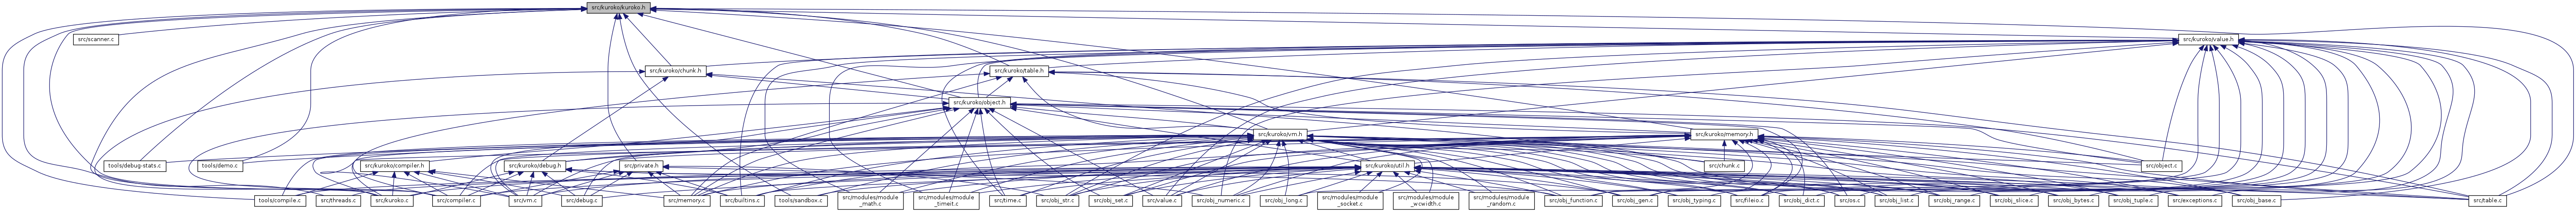 src/kuroko/kuroko.h
src/scanner.c
src/kuroko/value.h
src/kuroko/chunk.h
src/kuroko/table.h
src/kuroko/object.h
src/kuroko/vm.h
src/kuroko/memory.h
tools/debug-stats.c
tools/demo.c
src/kuroko/compiler.h
src/kuroko/debug.h
src/private.h
src/kuroko/util.h
src/chunk.c
src/object.c
tools/compile.c
src/threads.c
src/kuroko.c
src/compiler.c
src/vm.c
src/debug.c
src/memory.c
src/builtins.c
tools/sandbox.c
src/modules/module
_math.c
src/modules/module
_timeit.c
src/time.c
src/obj_str.c
src/obj_set.c
src/value.c
src/obj_numeric.c
src/obj_long.c
src/modules/module
_socket.c
src/modules/module
_wcwidth.c
src/modules/module
_random.c
src/obj_function.c
src/obj_gen.c
src/obj_typing.c
src/fileio.c
src/obj_dict.c
src/os.c
src/obj_list.c
src/obj_range.c
src/obj_slice.c
src/obj_bytes.c
src/obj_tuple.c
src/exceptions.c
src/obj_base.c
src/table.c